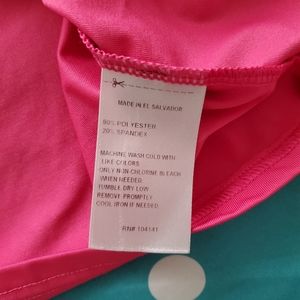 MADE IN EL SALVADOR
80% POLYESTER
20% SPANDEX
MACHINE WASH COLD WITH
LIKE COLORS
ONLY NON-CHLORINE BLEACH
WHEN NEEDED
TUMBLE DRY LOW
REMOVE PROMPTLY
COOL IRON IF NEEDED
RN# 104141